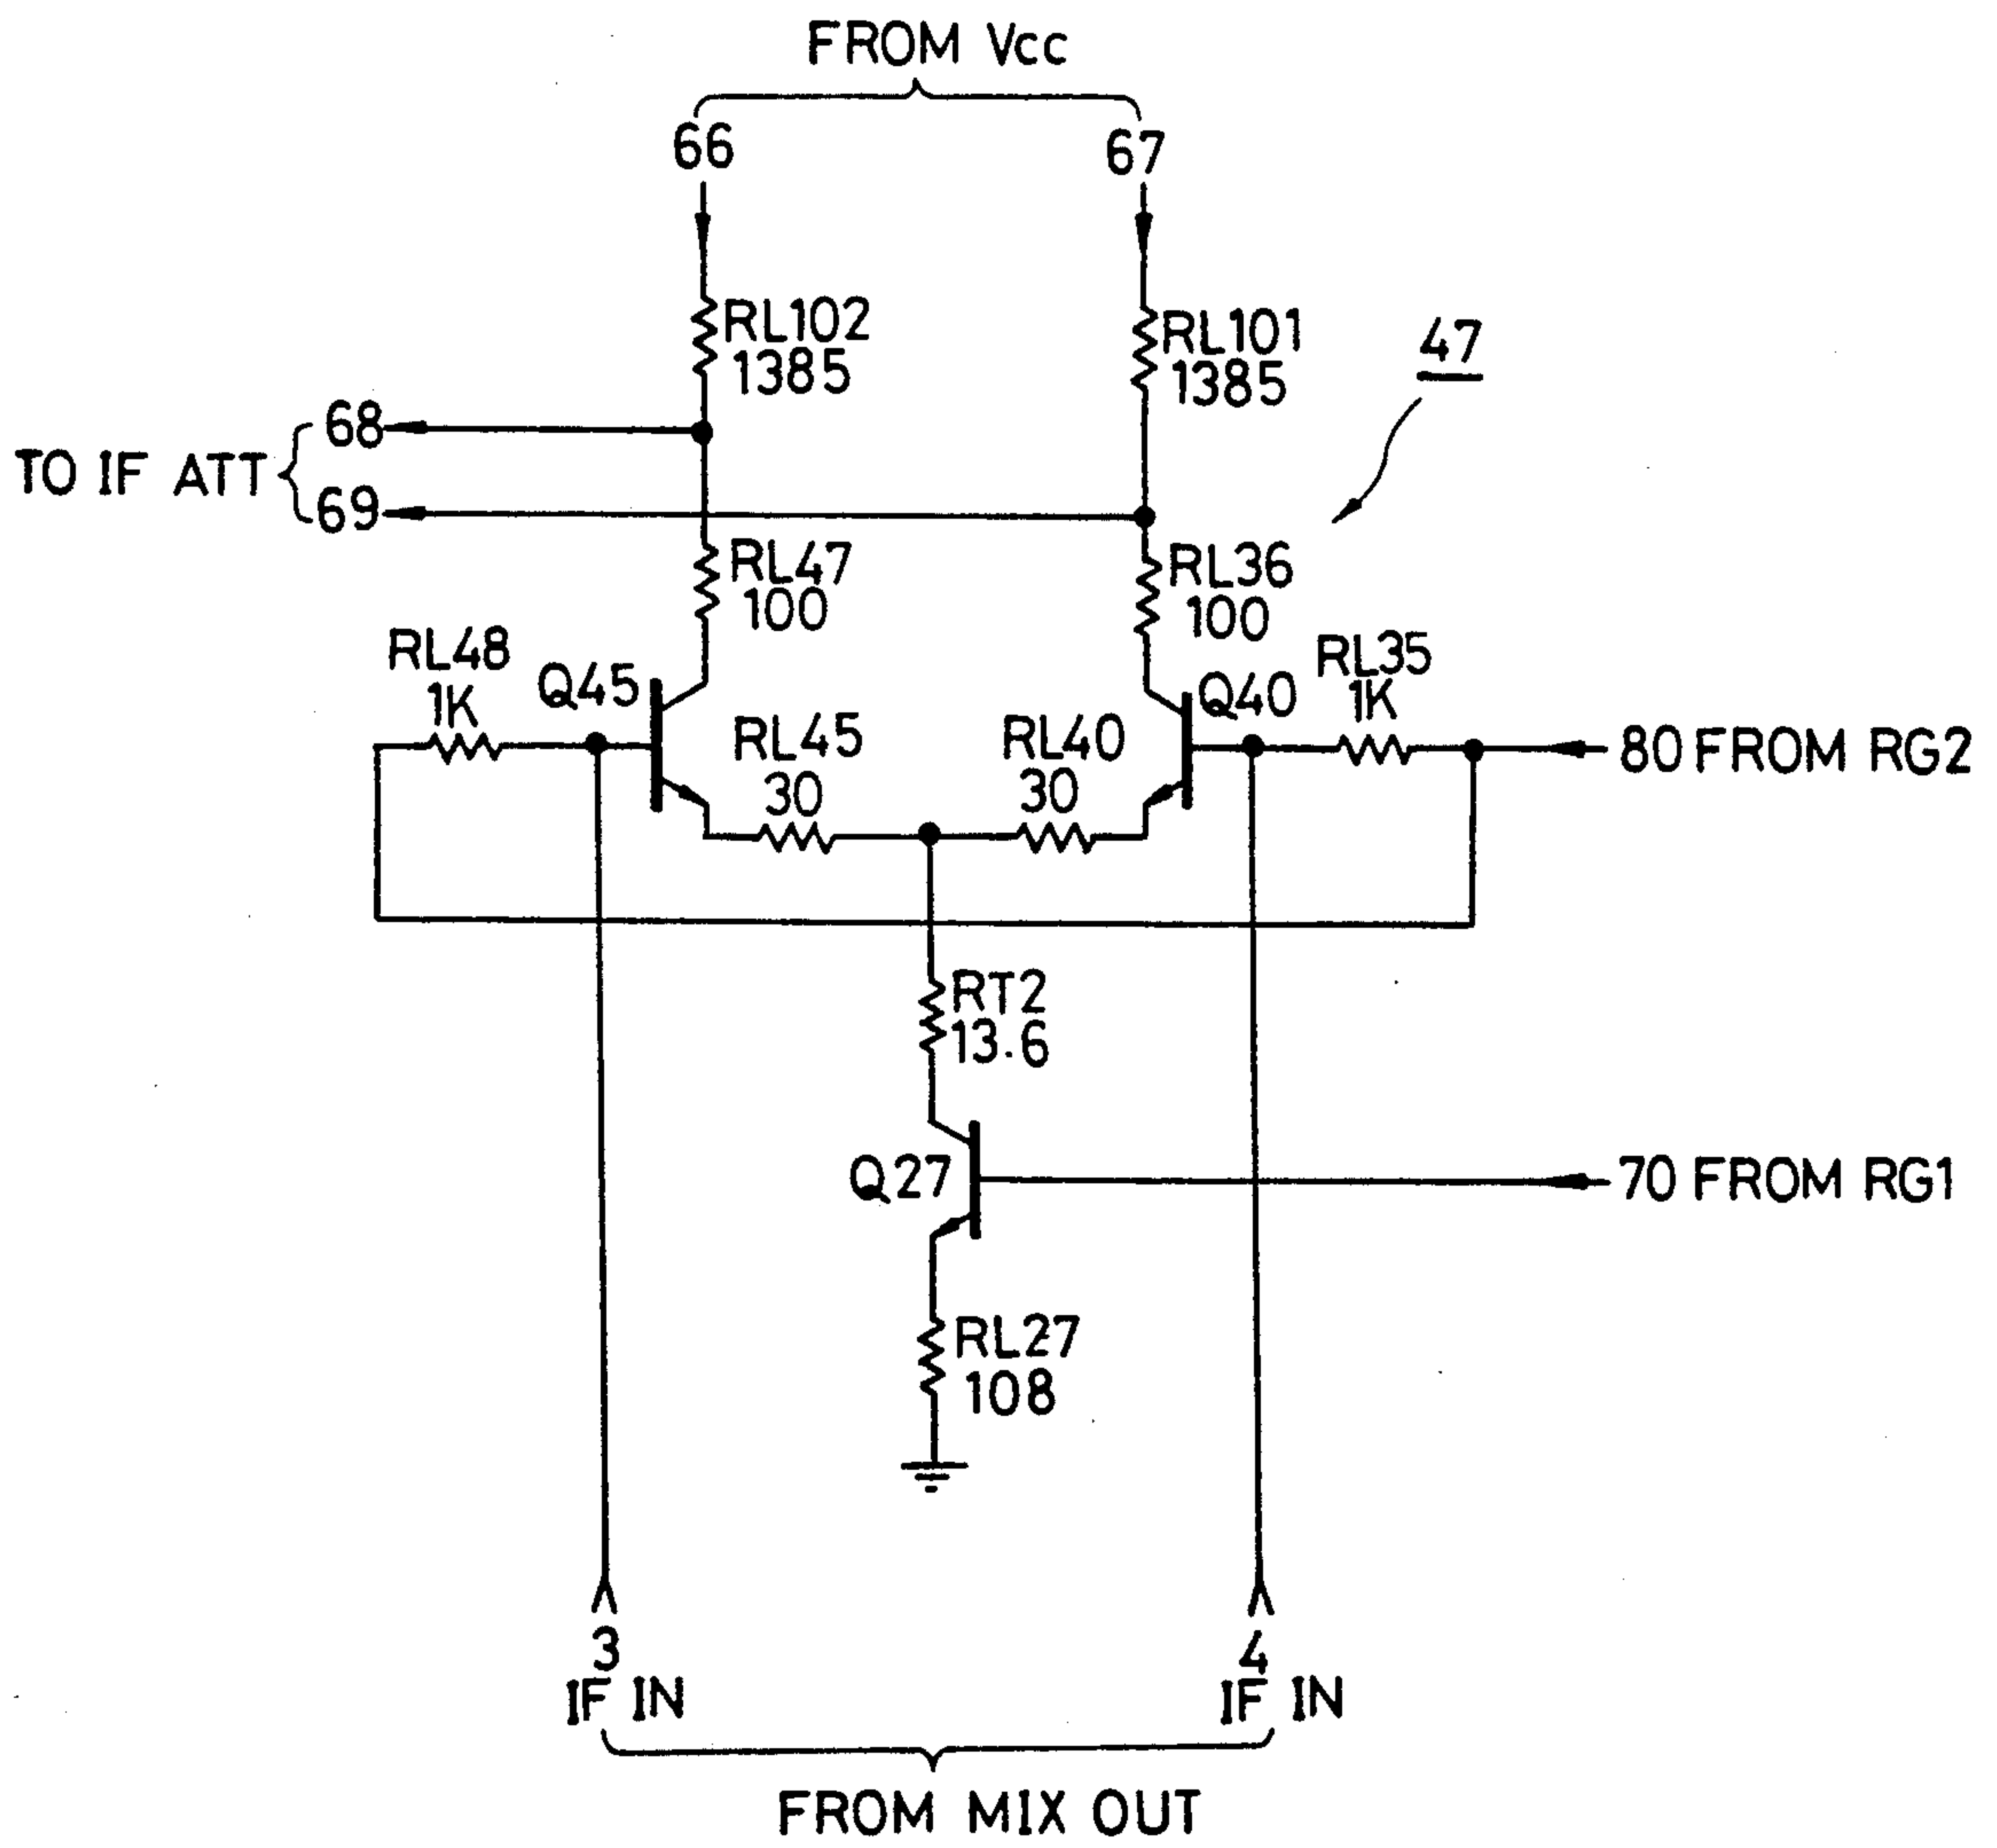 FROM Vcc
66
67
RL102
1385
RL101
1385
47
68
TO IF ATT
69
RL47
100
RL36
100
RL48
1K
Q45
RL45
30
RL40
30
Q40
RL35
1K
80 FROM RG2
RT2
13.6
Q27
70 FROM RG1
RL27
108
3
IF IN
4
IF IN
FROM MIX OUT